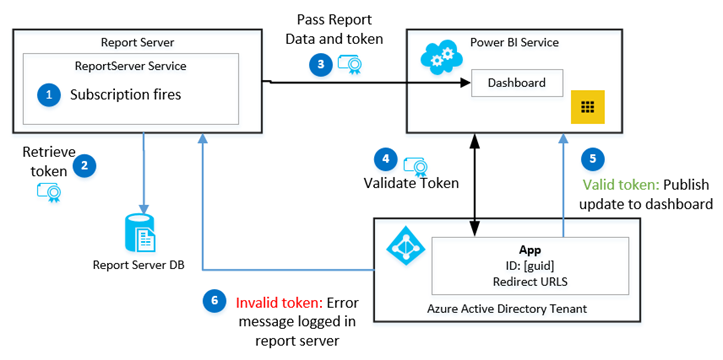 Pass Report
Data and token
3
Report Server
ReportServer Service
1 Subscription fires
Power BI Service
Dashboard
Retrieve
token
2
4
Validate Token
5
Valid token: Publish
update to dashboard
Report Server DB
App
ID: [guid]
Redirect URLS
Azure Active Directory Tenant
6 Invalid token: Error
message logged in
report server